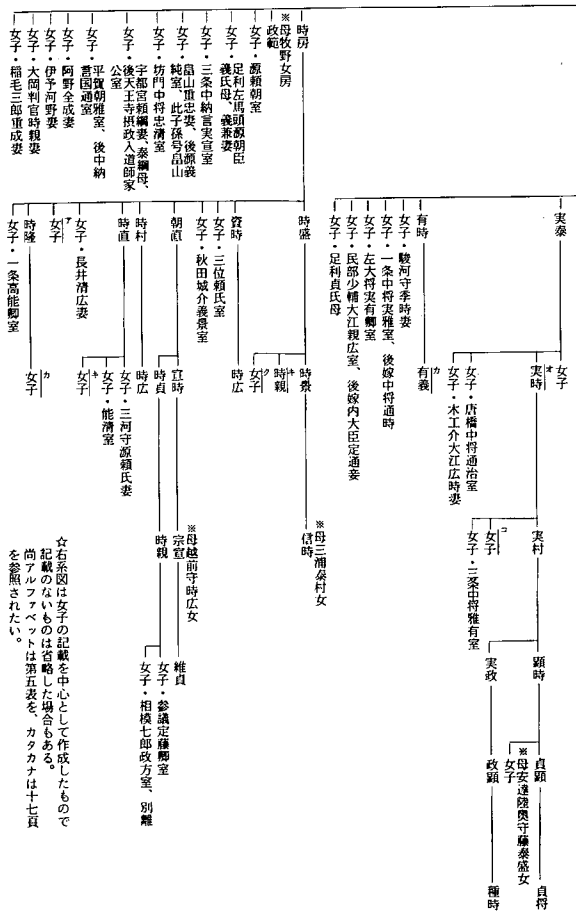 女子
実泰
実時
女子・唐橋中将通治室
女子・木工介大江広時妻
オ
有時
有義
カ
女子・駿河守季時妻
女子・一条中将実雅室、後嫁中将通時
女子・左大将実有卿室
女子・民部少輔大江親広室、後嫁内大臣定通妾
女子・足利貞氏母
実村
女子
コ
女子・三条中将雅有室
顕時
実政
貞顕
※母安達陸奥守藤泰盛女
女子
政顕
貞将
種時
時房
※母牧野女房
政範
女子・源頼朝室
女子・足利左馬頭源朝臣
義氏母、義兼妻
女子・三条中納言実宣室
女子・畠山重忠妻、後源義
純室、此子孫号畠山
女子・坊門中将忠清室
女子・宇都宮頼綱妻、泰綱母、
後天王寺摂政入道師家
公室
女子・平賀朝雅室、後中納
言国通室
女子・阿野全成妻
女子・伊予河野妻
女子・大岡判官時親妻
女子・稲毛三郎重成妻
時盛
時景
時親
キ
女子
ク
※母三浦泰村女
信時
女子・三位頼氏室
女子・秋田城介義景室
資時
時広
朝直
宣時
※母越前守時広女
宗宣
維貞
時貞
時親
女子・参議定藤卿室
女子・相模七郎政方室、別離
時村
時広
時直
女子・三河守源頼氏妻
女子・能清室
女子
キ
女子・長井清広妻
女子
ア
時隆
女子
カ
女子・一条高能卿室
☆右系図は女子の記載を中心として作成したもので
記載のないものは省略した場合もある。
尚アルファベットは第五表を、カタカナは十七頁
を参照されたい。